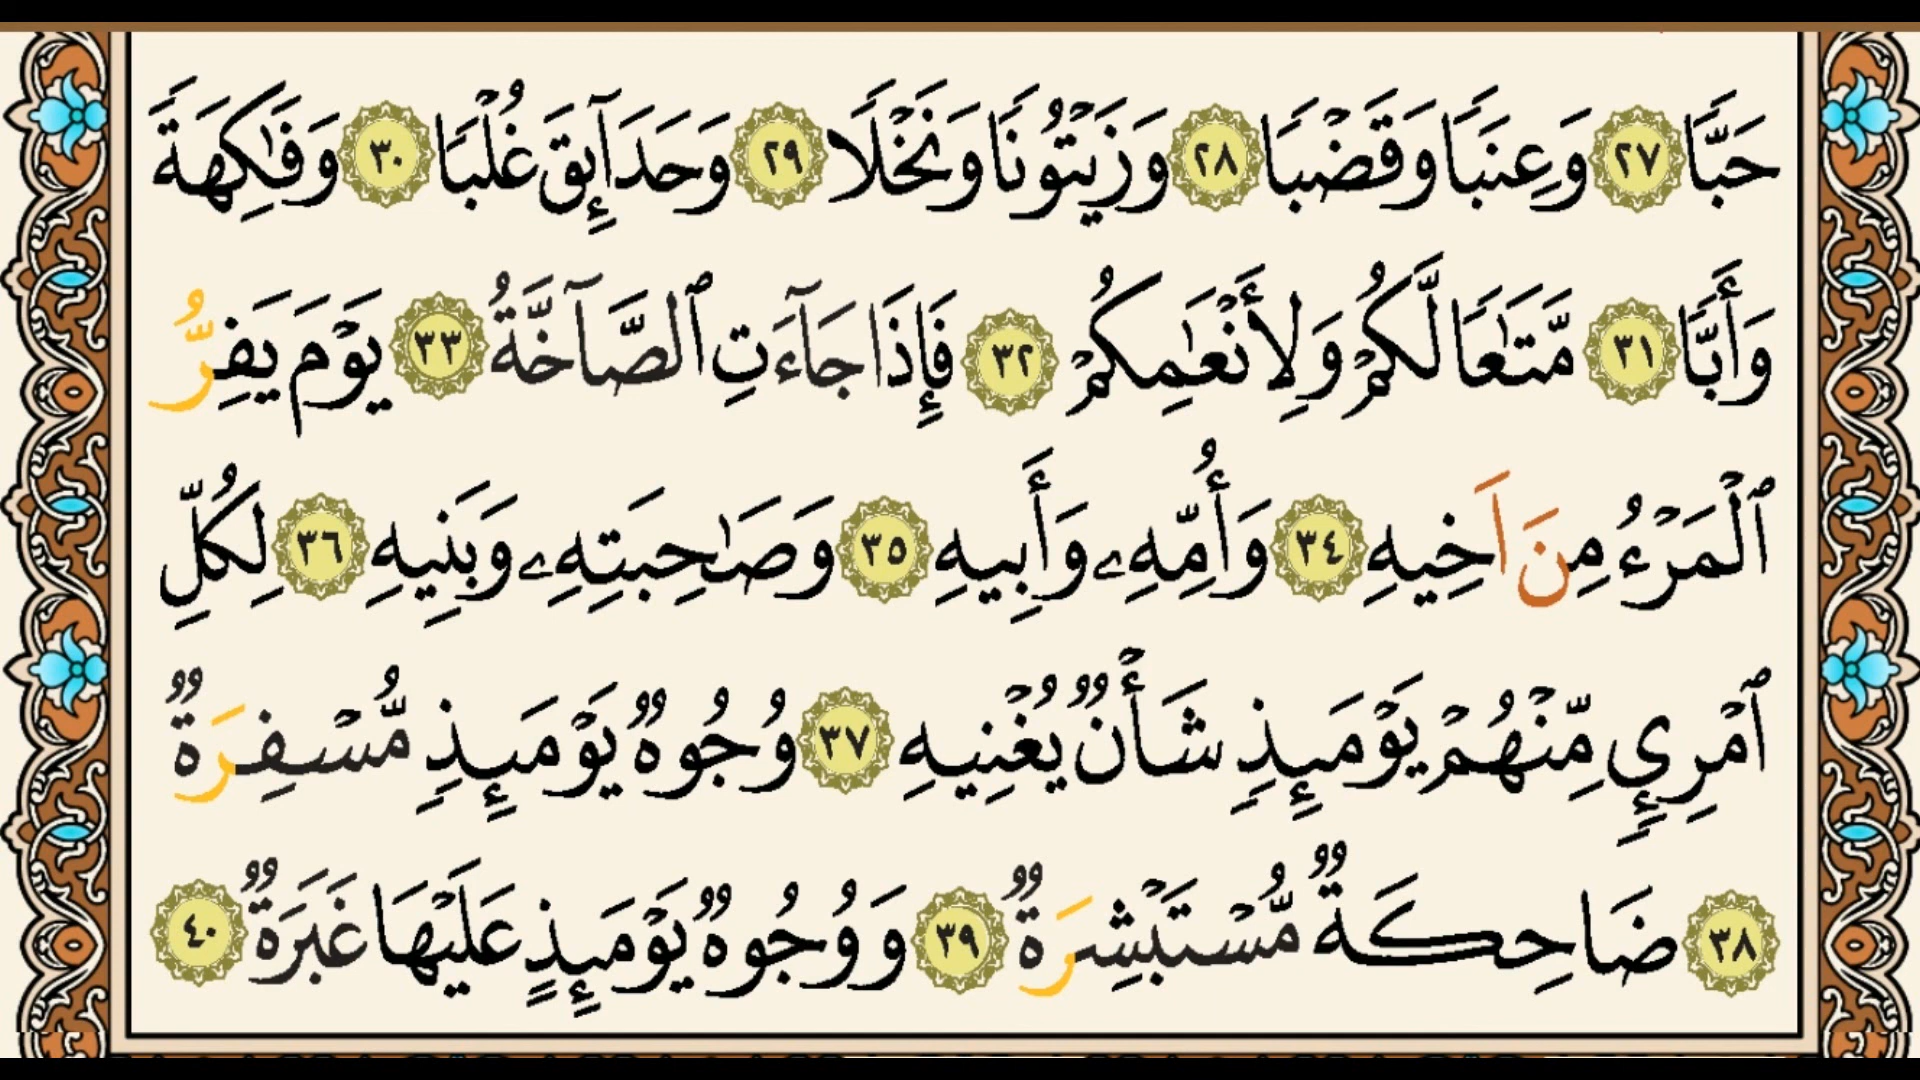 حَبّٗا ٢٧ وَعِنَبٗا وَقَضۡبٗا ٢٨ وَزَيۡتُونٗا وَنَخۡلٗا ٢٩ وَحَدَآئِقَ غُلۡبٗا ٣٠ وَفَٰكِهَةٗ
وَأَبّٗا ٣١ مَّتَٰعٗا لَّكُمۡ وَلِأَنۡعَٰمِكُمۡ ٣٢ فَإِذَا جَآءَتِ ٱلصَّآخَّةُ ٣٣ يَوۡمَ يَفِرُّ
ٱلۡمَرۡءُ مِنَ اَخِيهِ ٣٤ وَأُمِّهِۦ وَأَبِيهِ ٣٥ وَصَٰحِبَتِهِۦ وَبَنِيهِ ٣٦ لِكُلِّ
ٱمۡرِيٕٖ مِّنۡهُمۡ يَوۡمَئِذٖ شَأۡنٞ يُغۡنِيهِ ٣٧ وُجُوهٞ يَوۡمَئِذٖ مُّسۡفِرَةٞ
٣٨ ضَاحِكَةٞ مُّسۡتَبۡشِرَةٞ ٣٩ وَوُجُوهٞ يَوۡمَئِذٍ عَلَيۡهَا غَبَرَةٞ ٤٠